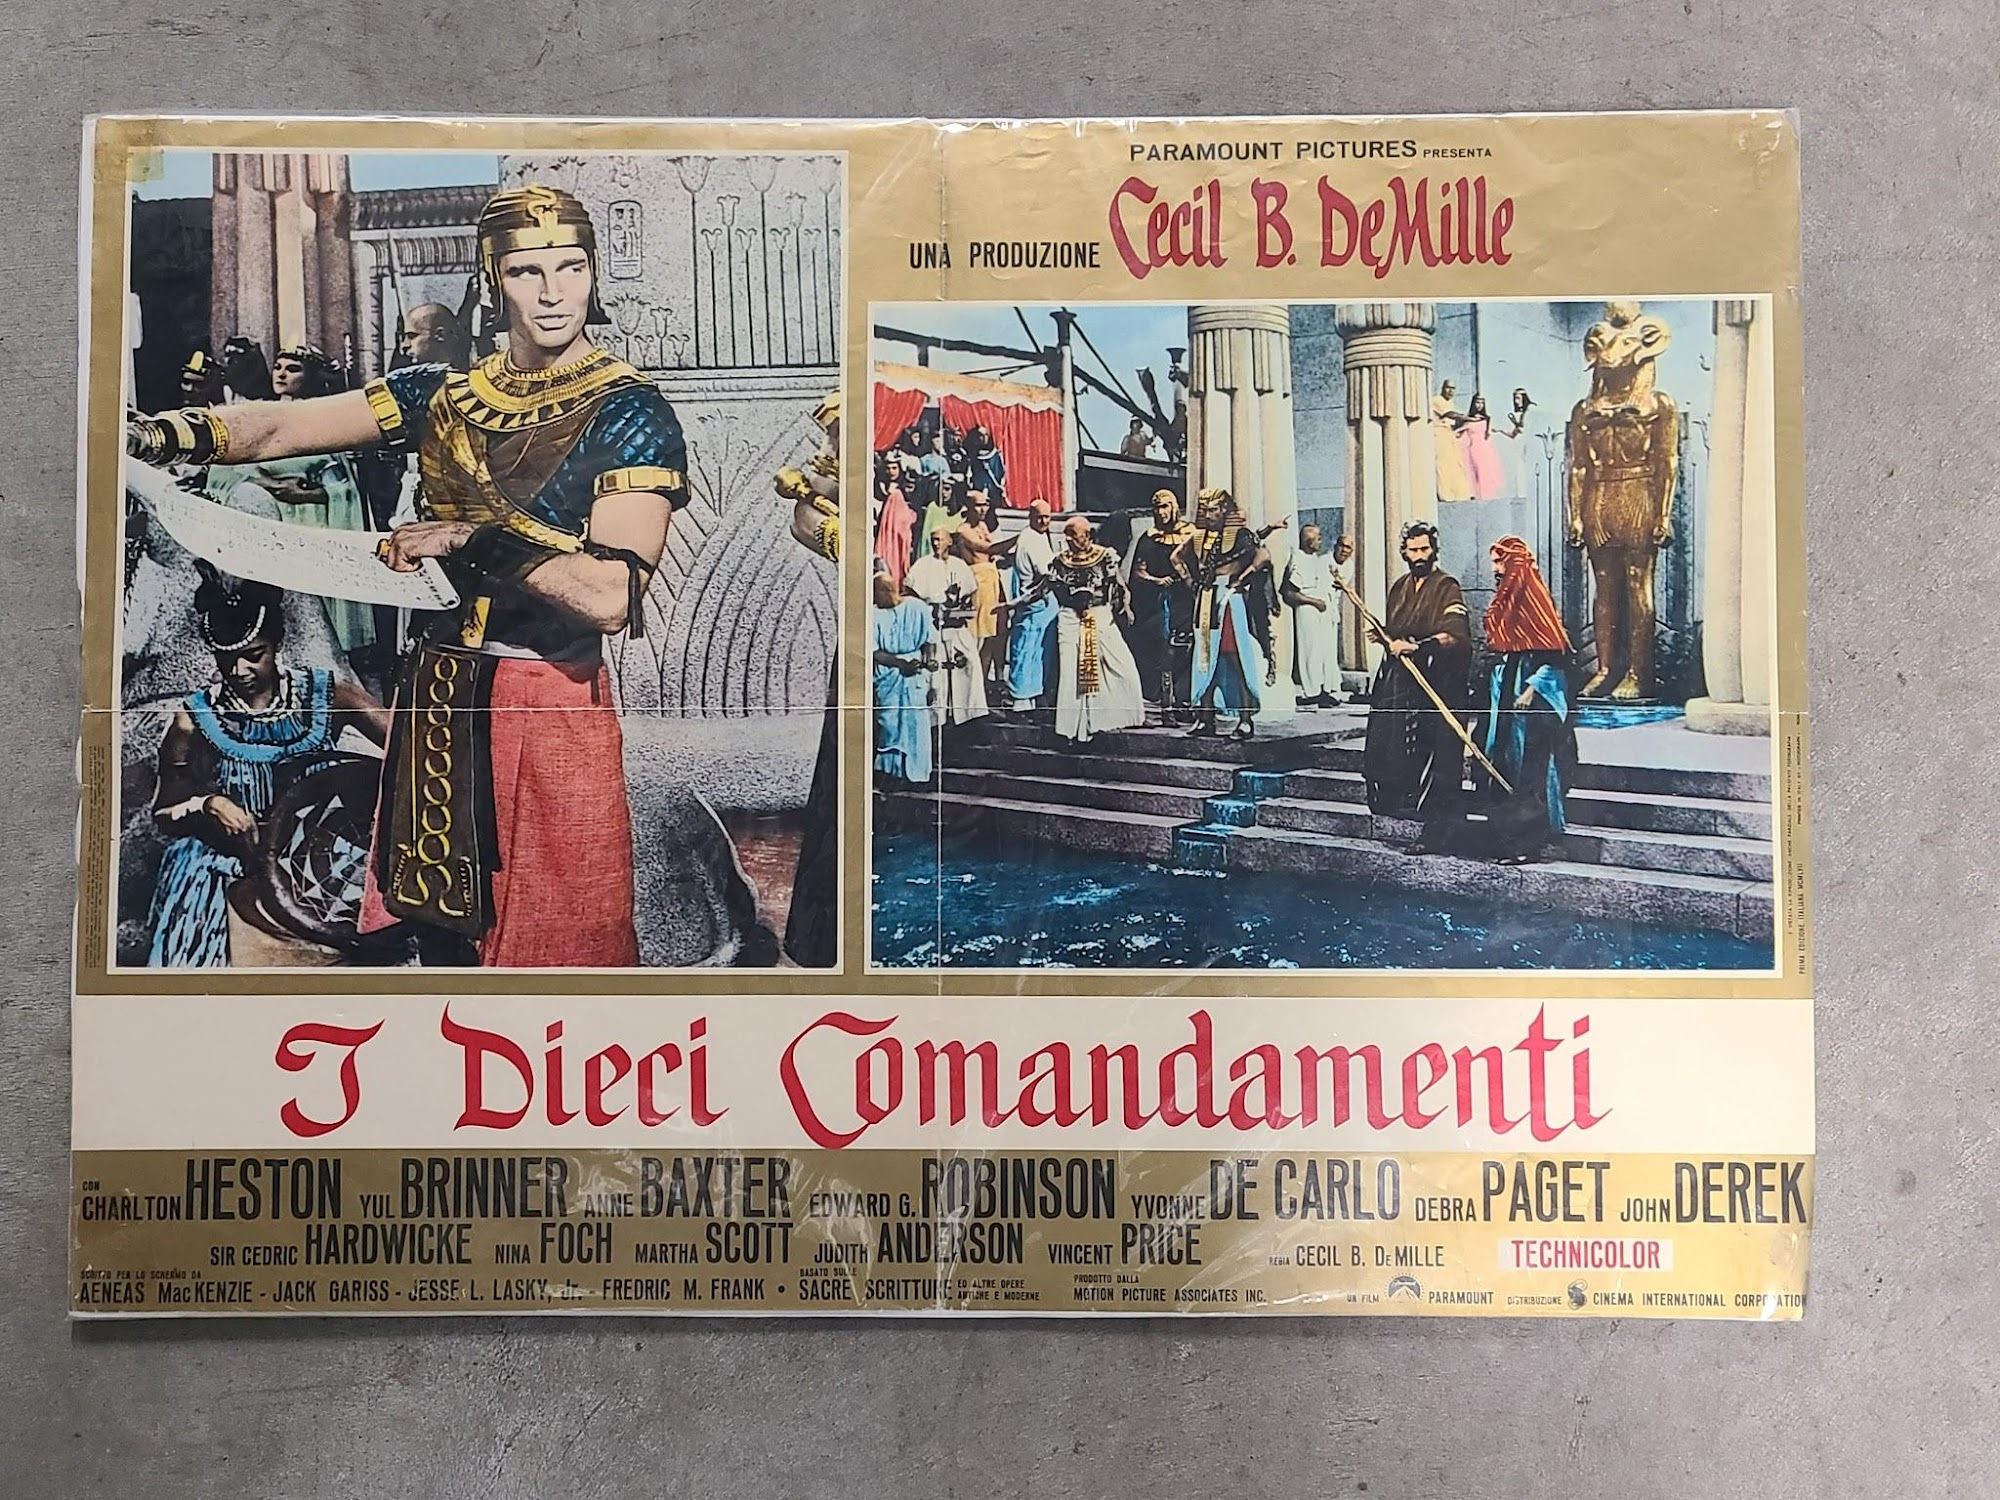 PARAMOUNT PICTURES PRESENTA
UNA PRODUZIONE Cecil B. DeMille
I Dieci Comandamenti
CON CHARLTON HESTON YUL BRINNER ANNE BAXTER EDWARD G. ROBINSON YVONNE DE CARLO DEBRA PAGET JOHN DEREK
SIR CEDRIC HARDWICKE NINA FOCH MARTHA SCOTT JUDITH ANDERSON VINCENT PRICE REGIA CECIL B. DeMILLE TECHNICOLOR
SCRITTO PER LO SCHERMO DA AENEAS MacKENZIE - JACK GARISS - JESSE L. LASKY, Jr. - FREDRIC M. FRANK • BASATO SULLE SACRE SCRITTURE ED ALTRE OPERE ANTICHE E MODERNE PRODOTTO DALLA MOTION PICTURE ASSOCIATES INC. UN FILM PARAMOUNT DISTRIBUZIONE CINEMA INTERNATIONAL CORPORATION
PRIMA EDIZIONE ITALIANA MCMLVII